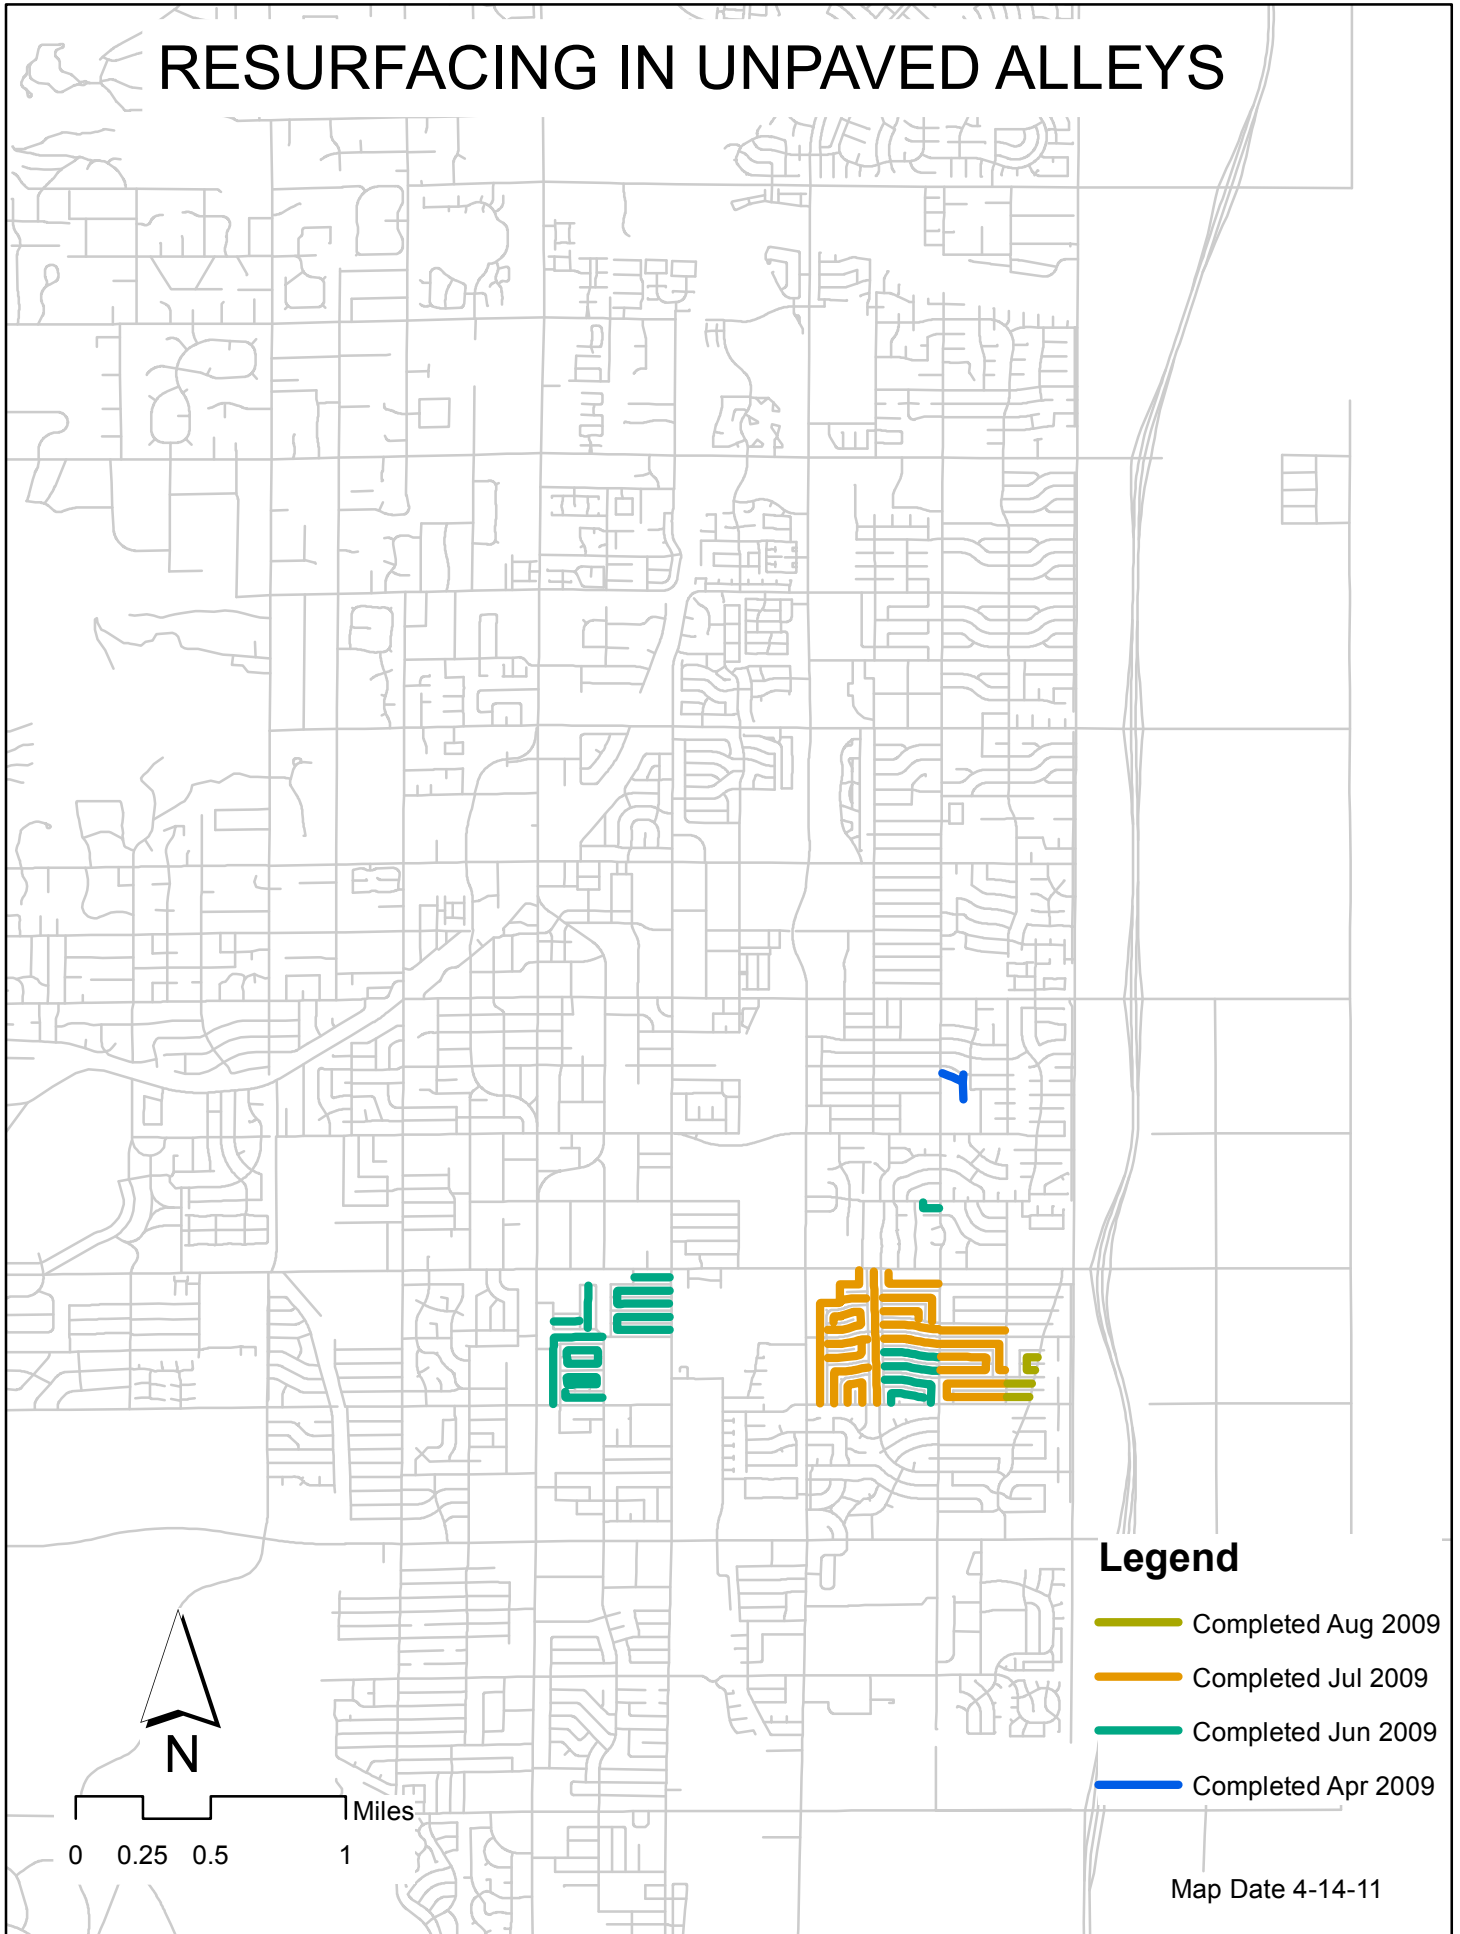 RESURFACING IN UNPAVED ALLEYS
Legend
Completed Aug 2009
Completed Jul 2009
Completed Jun 2009
Completed Apr 2009
N
Miles
0 0.25 0.5 1
Map Date 4-14-11